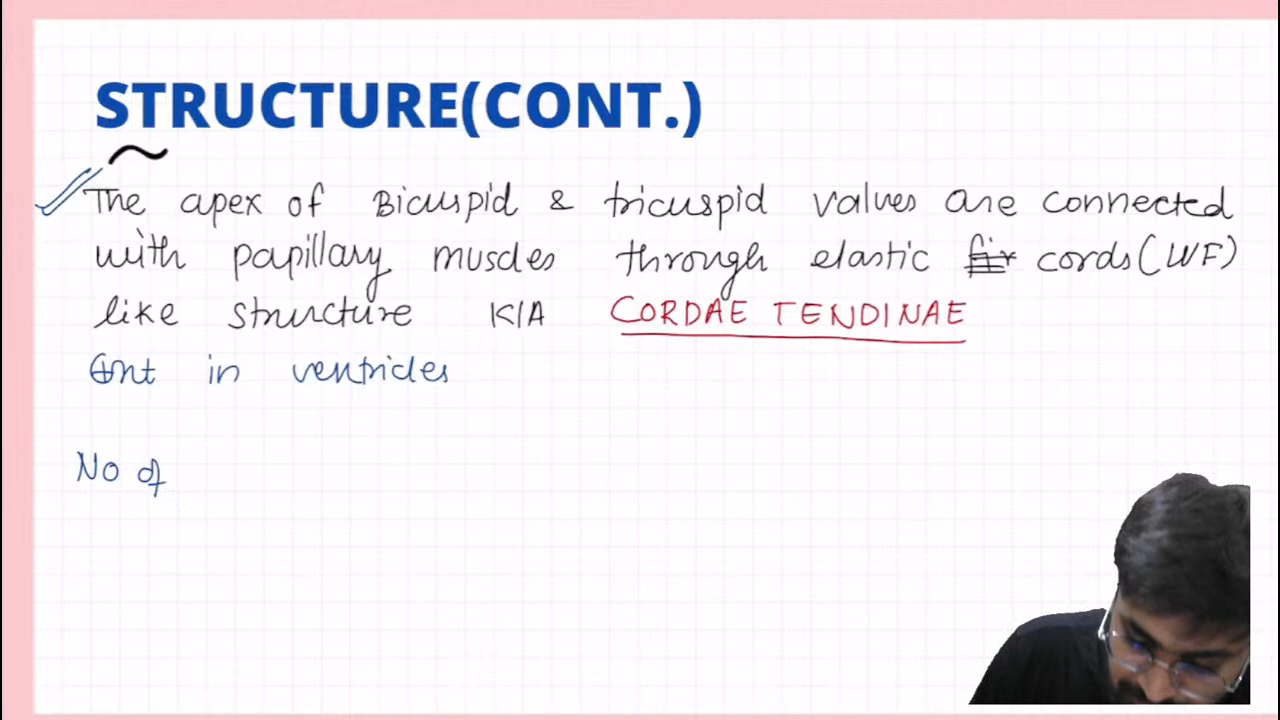 STRUCTURE(CONT.)
The apex of Bicuspid & tricuspid valves are connected
with papillary muscles through elastic cords (WF)
like structure K/A CORDAE TENDINAE
⊕nt in ventricles
No of